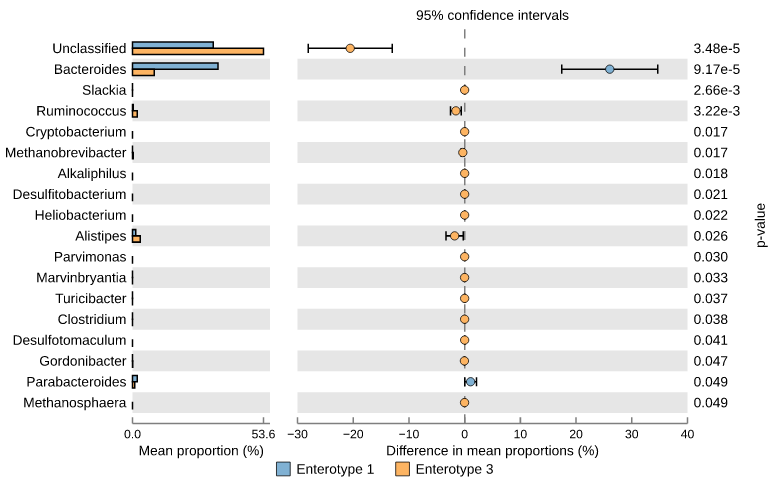 95% confidence intervals
Unclassified 3.48e-5
Bacteroides 9.17e-5
Slackia 2.66e-3
Ruminococcus 3.22e-3
Cryptobacterium 0.017
Methanobrevibacter 0.017
Alkaliphilus 0.018
Desulfitobacterium 0.021
Heliobacterium 0.022
Alistipes 0.026
Parvimonas 0.030
Marvinbryantia 0.033
Turicibacter 0.037
Clostridium 0.038
Desulfotomaculum 0.041
Gordonibacter 0.047
Parabacteroides 0.049
Methanosphaera 0.049
p-value
0.0 53.6 −30 −20 −10 0 10 20 30 40
Mean proportion (%) Difference in mean proportions (%)
Enterotype 1 Enterotype 3